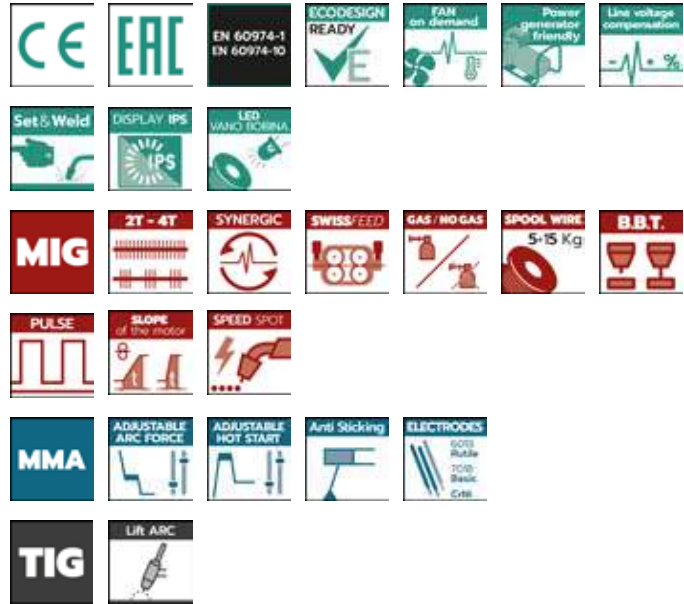 CE
EAC
EN 60974-1
EN 60974-10
ECODESIGN
READY
E
FAN
on demand
Power
generator
friendly
Line voltage
compensation
- + %
Set & Weld
DISPLAY IPS
IPS
LED
VANO BOBINA
MIG
2T - 4T
SYNERGIC
SWISSFEED
GAS / NO GAS
SPOOL WIRE
5÷15 Kg
B.B.T.
PULSE
SLOPE
of the motor
t t
SPEED SPOT
MMA
ADJUSTABLE
ARC FORCE
ADJUSTABLE
HOT START
Anti Sticking
ELECTRODES
6013
Rutile
7018
Basic
CrNi
TIG
Lift ARC